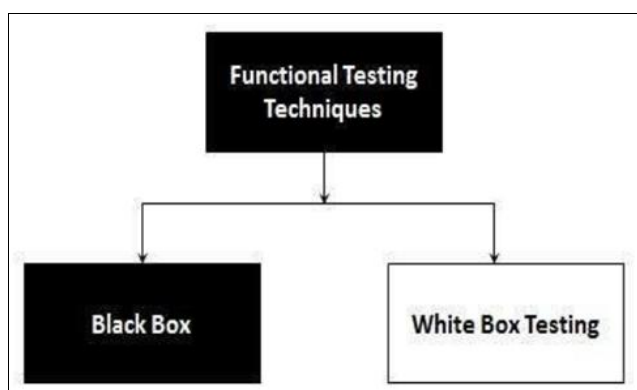 Functional Testing
Techniques
Black Box
White Box Testing